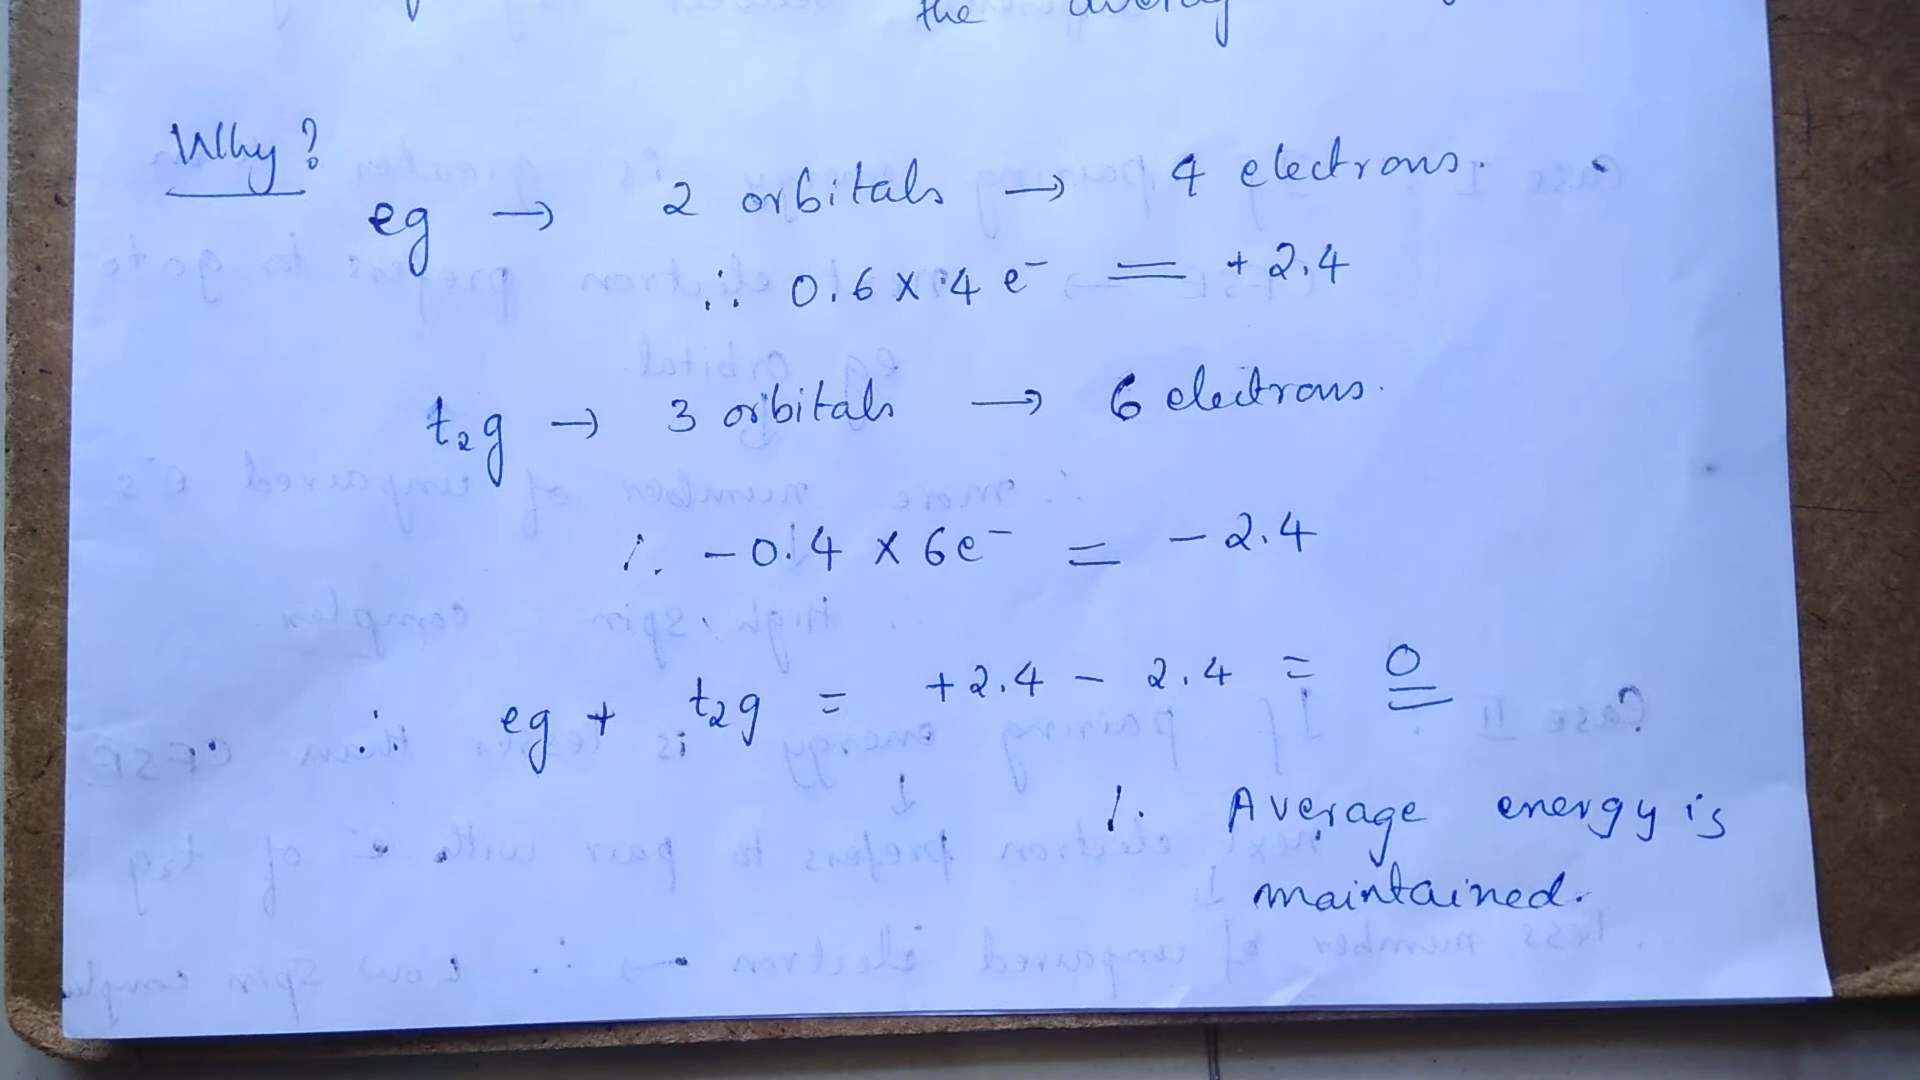 the
Why?
eg → 2 orbitals → 4 electrons.
∴ 0.6 x 4 e⁻ = + 2.4
t₂g → 3 orbitals → 6 electrons.
∴ - 0.4 x 6e⁻ = - 2.4
∴ eg + t₂g = + 2.4 - 2.4 = 0
∴ Average energy is
maintained.